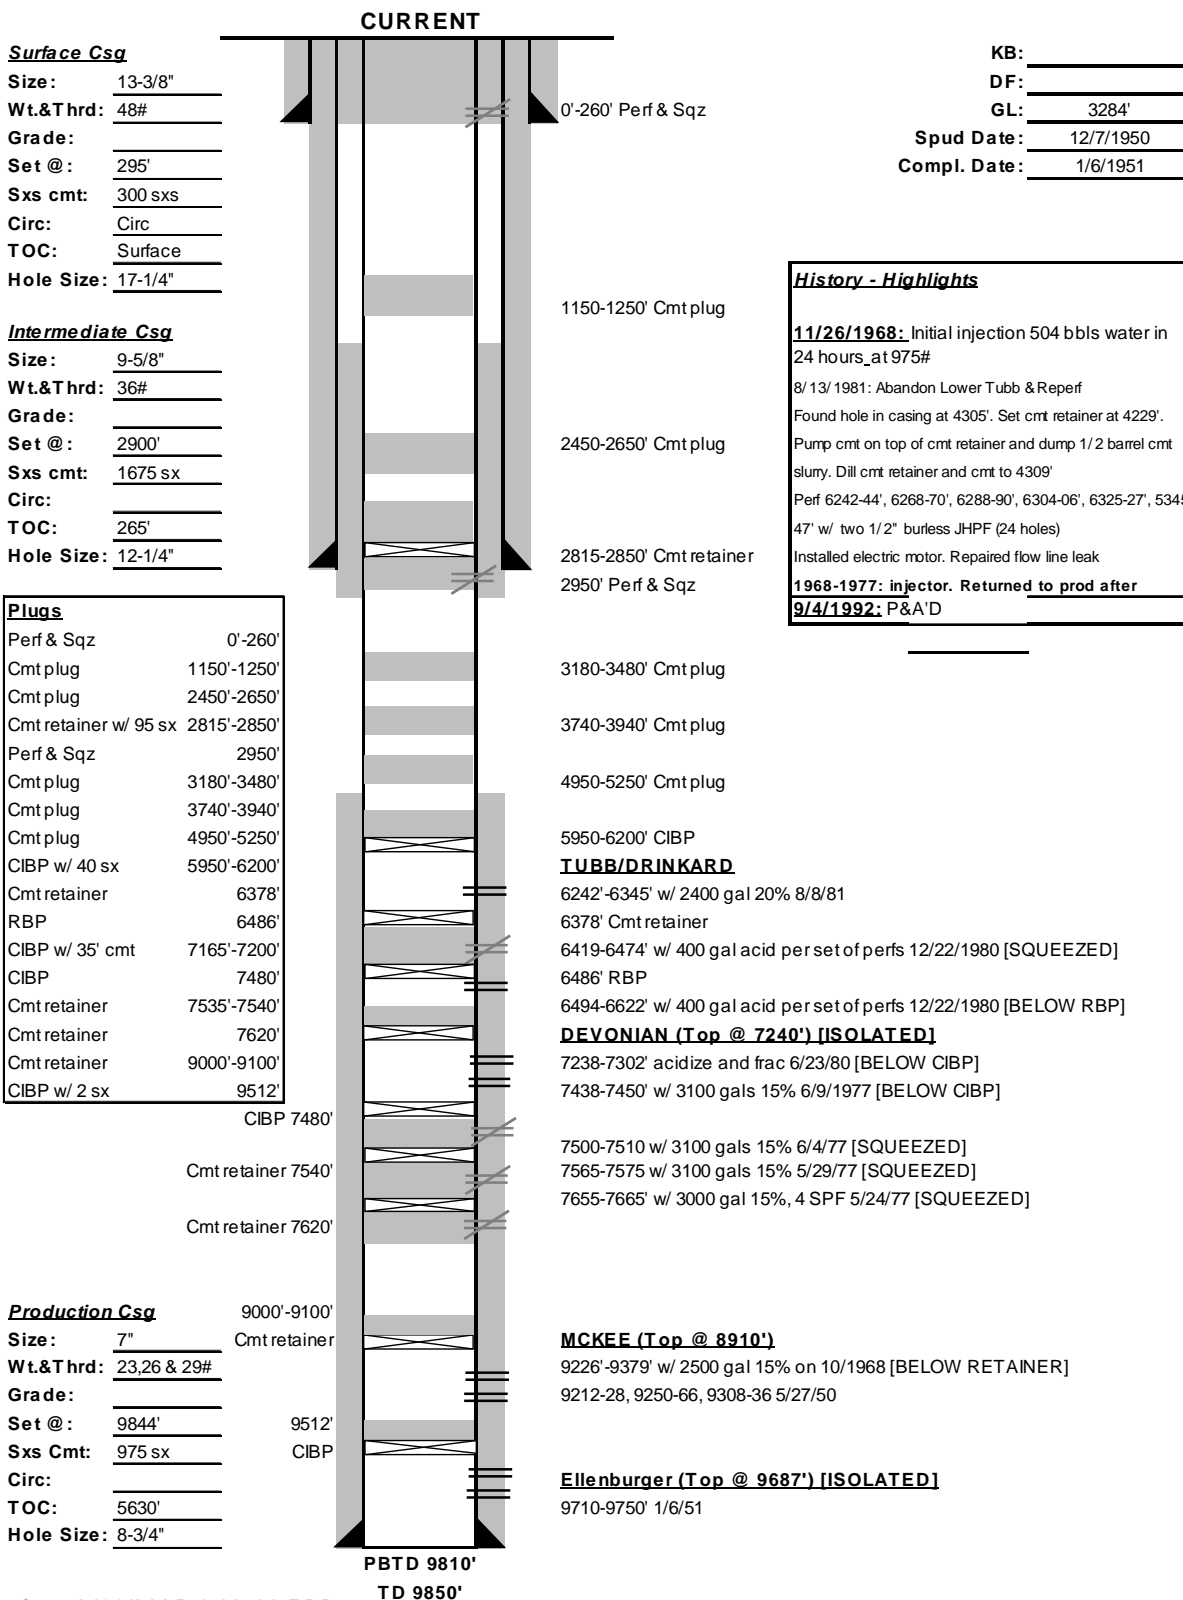 CURRENT
Surface Csg
Size: 13-3/8"
Wt.&Thrd: 48#
Grade:
Set @: 295'
Sxs cmt: 300 sxs
Circ: Circ
TOC: Surface
Hole Size: 17-1/4"
Intermediate Csg
Size: 9-5/8"
Wt.&Thrd: 36#
Grade:
Set @: 2900'
Sxs cmt: 1675 sx
Circ:
TOC: 265'
Hole Size: 12-1/4"
Plugs
Perf & Sqz 0'-260'
Cmt plug 1150'-1250'
Cmt plug 2450'-2650'
Cmt retainer w/ 95 sx 2815'-2850'
Perf & Sqz 2950'
Cmt plug 3180'-3480'
Cmt plug 3740'-3940'
Cmt plug 4950'-5250'
CIBP w/ 40 sx 5950'-6200'
Cmt retainer 6378'
RBP 6486'
CIBP w/ 35' cmt 7165'-7200'
CIBP 7480'
Cmt retainer 7535'-7540'
Cmt retainer 7620'
Cmt retainer 9000'-9100'
CIBP w/ 2 sx 9512'
CIBP 7480'
Cmt retainer 7540'
Cmt retainer 7620'
Production Csg
Size: 7"
Wt.&Thrd: 23,26 & 29#
Grade:
Set @: 9844'
Sxs Cmt: 975 sx
Circ:
TOC: 5630'
Hole Size: 8-3/4"
9000'-9100'
Cmt retainer
9512'
CIBP
0'-260' Perf & Sqz
1150-1250' Cmt plug
2450-2650' Cmt plug
2815-2850' Cmt retainer
2950' Perf & Sqz
3180-3480' Cmt plug
3740-3940' Cmt plug
4950-5250' Cmt plug
5950-6200' CIBP
TUBB/DRINKARD
6242'-6345' w/ 2400 gal 20% 8/8/81
6378' Cmt retainer
6419-6474' w/ 400 gal acid per set of perfs 12/22/1980 [SQUEEZED]
6486' RBP
6494-6622' w/ 400 gal acid per set of perfs 12/22/1980 [BELOW RBP]
DEVONIAN (Top @ 7240') [ISOLATED]
7238-7302' acidize and frac 6/23/80 [BELOW CIBP]
7438-7450' w/ 3100 gals 15% 6/9/1977 [BELOW CIBP]
7500-7510 w/ 3100 gals 15% 6/4/77 [SQUEEZED]
7565-7575 w/ 3100 gals 15% 5/29/77 [SQUEEZED]
7655-7665' w/ 3000 gal 15%, 4 SPF 5/24/77 [SQUEEZED]
MCKEE (Top @ 8910')
9226'-9379' w/ 2500 gal 15% on 10/1968 [BELOW RETAINER]
9212-28, 9250-66, 9308-36 5/27/50
Ellenburger (Top @ 9687') [ISOLATED]
9710-9750' 1/6/51
KB:
DF:
GL: 3284'
Spud Date: 12/7/1950
Compl. Date: 1/6/1951
History - Highlights
11/26/1968: Initial injection 504 bbls water in
24 hours at 975#
8/13/1981: Abandon Lower Tubb & Reperf
Found hole in casing at 4305'. Set cmt retainer at 4229'.
Pump cmt on top of cmt retainer and dump 1/2 barrel cmt
slurry. Dill cmt retainer and cmt to 4309'
Perf 6242-44', 6268-70', 6288-90', 6304-06', 6325-27', 5345
47' w/ two 1/2" burless JHPF (24 holes)
Installed electric motor. Repaired flow line leak
1968-1977: injector. Returned to prod after
9/4/1992: P&A'D
PBTD 9810'
TD 9850'